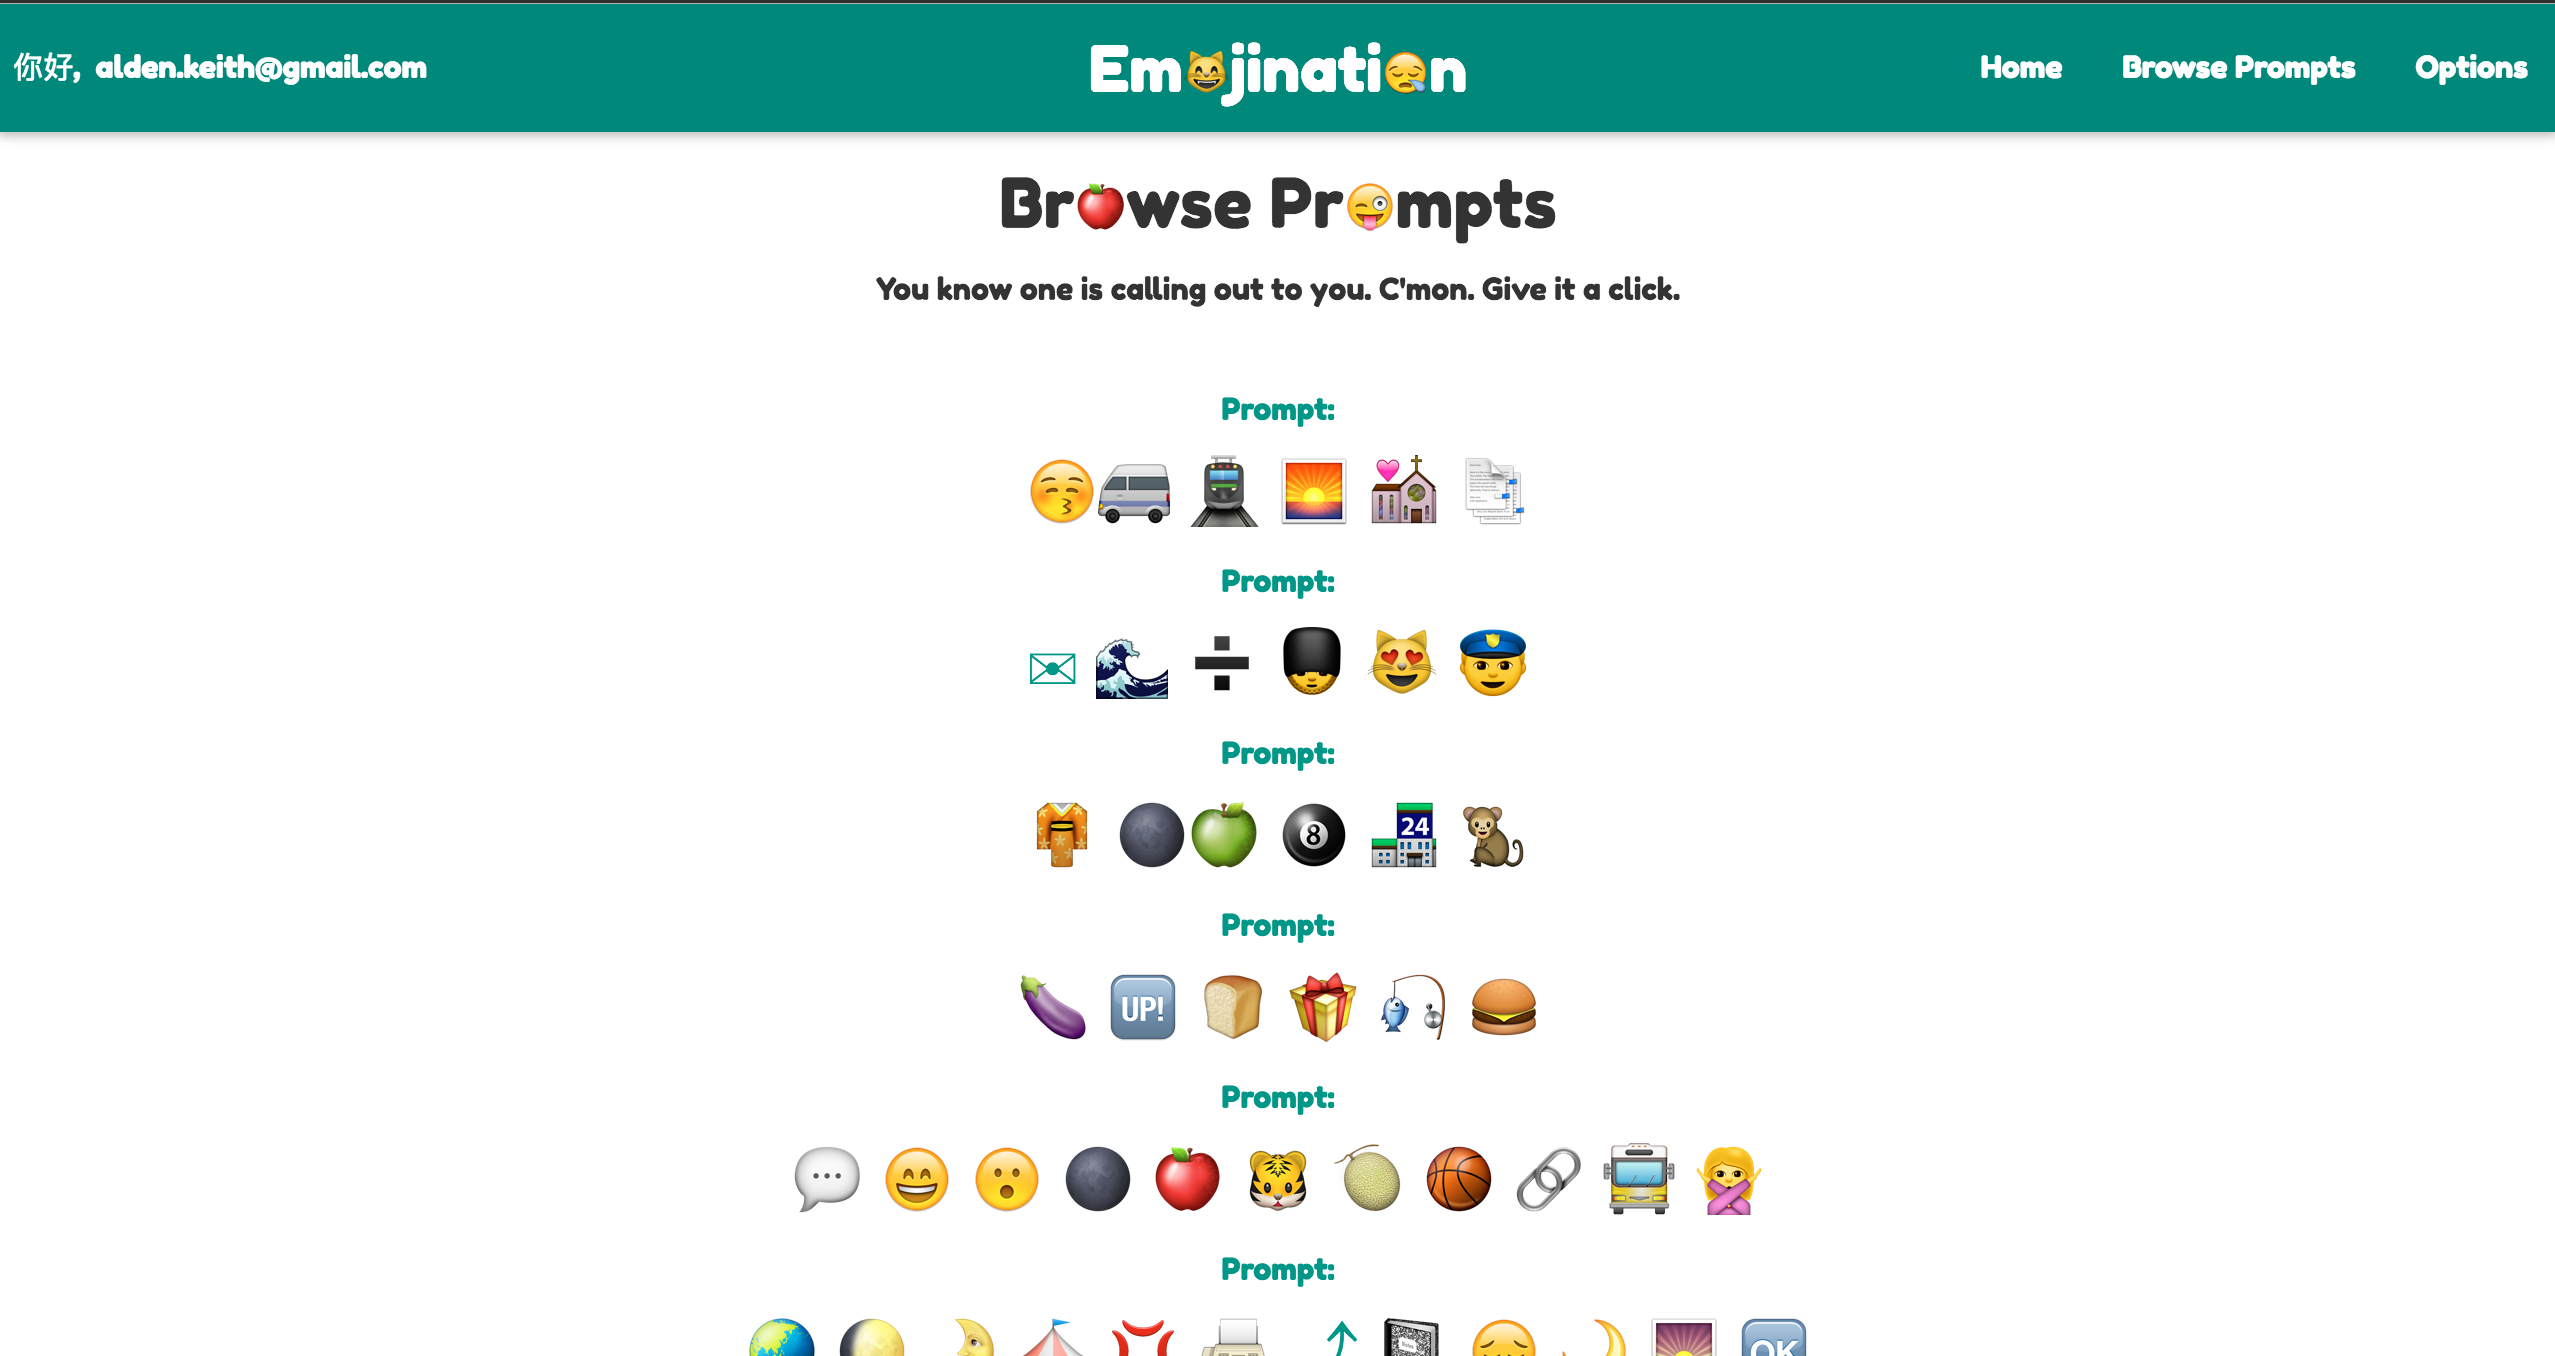 你好, alden.keith@gmail.com
Em😸jinati😪n
Home Browse Prompts Options
Br🍎wse Pr😜mpts
You know one is calling out to you. C'mon. Give it a click.
Prompt:
Prompt:
Prompt:
8 24
Prompt:
UP!
Prompt:
Prompt:
OK